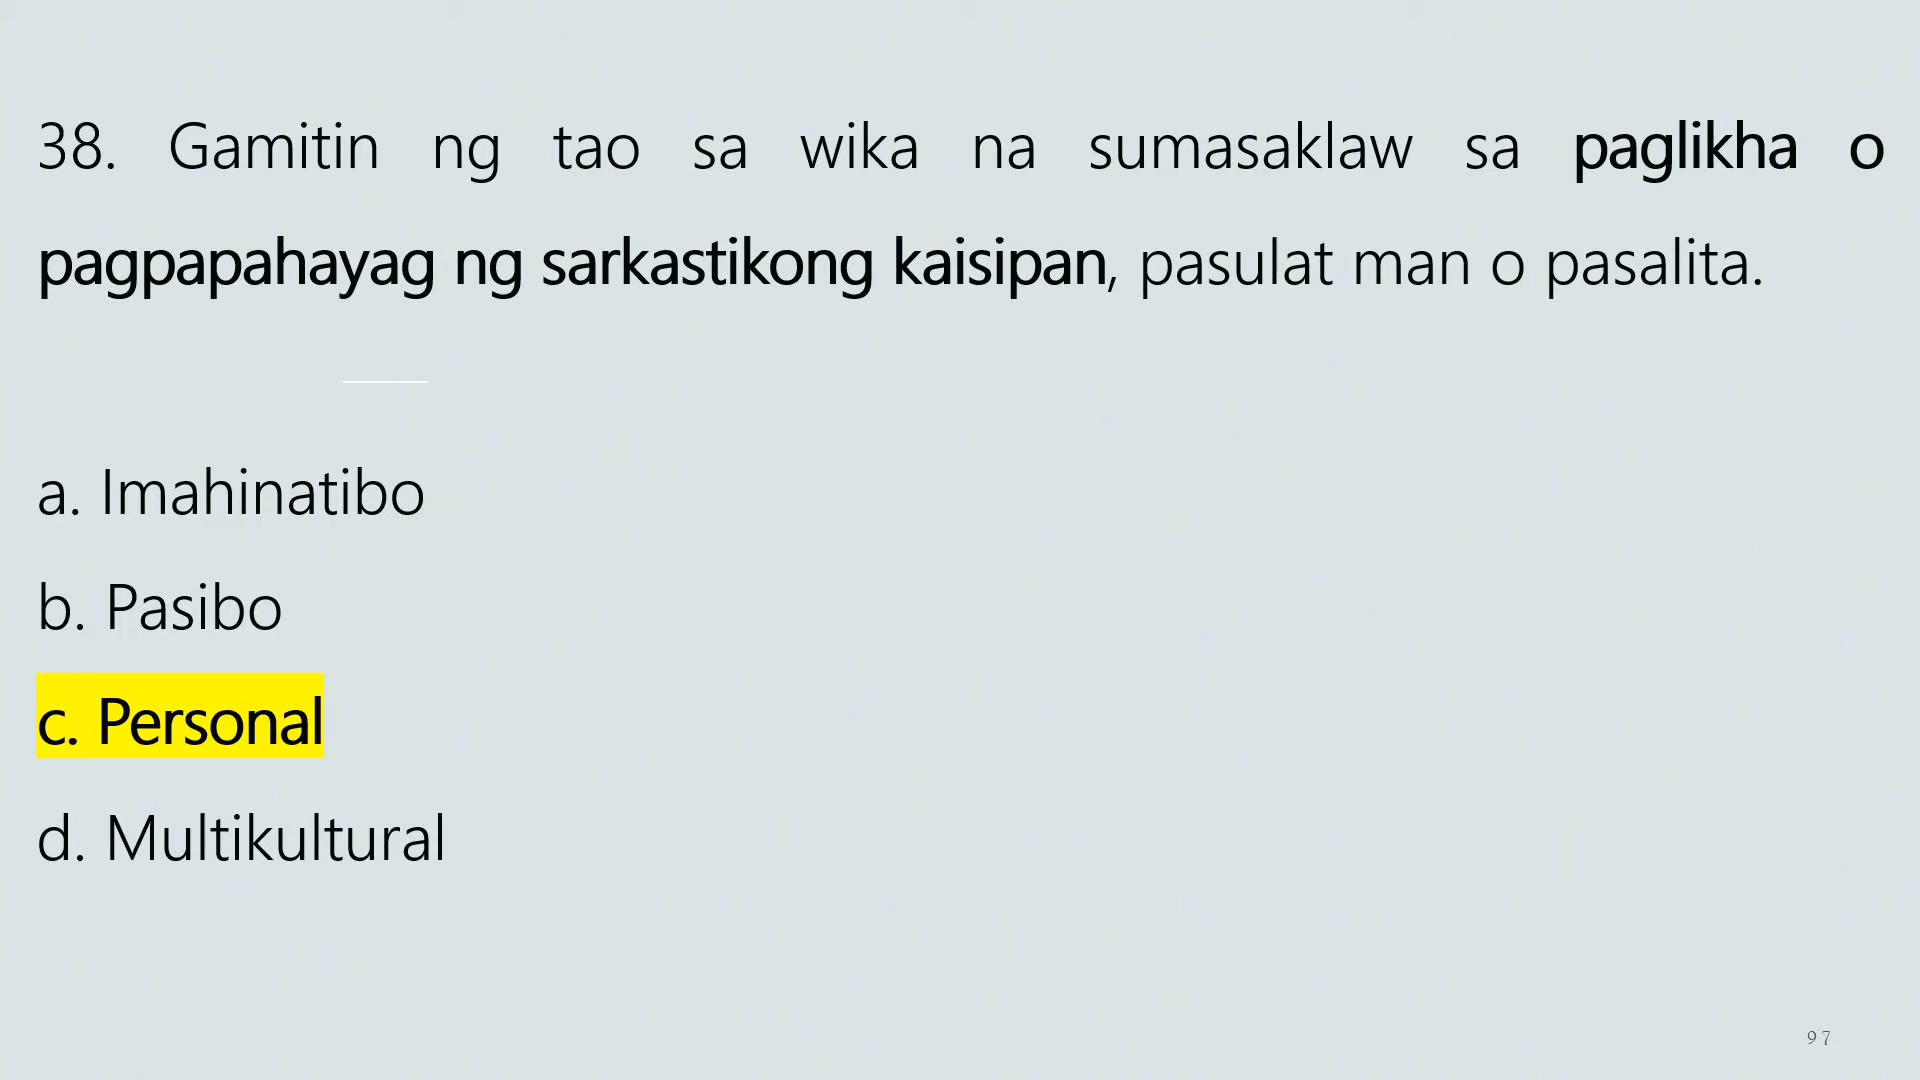 38. Gamitin ng tao sa wika na sumasaklaw sa paglikha o
pagpapahayag ng sarkastikong kaisipan, pasulat man o pasalita.
a. Imahinatibo
b. Pasibo
c. Personal
d. Multikultural
97